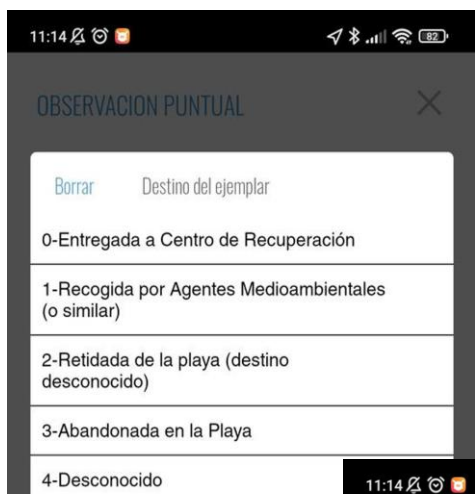 11:14 82
OBSERVACION PUNTUAL
Borrar Destino del ejemplar
0-Entregada a Centro de Recuperación
1-Recogida por Agentes Medioambientales
(o similar)
2-Retidada de la playa (destino
desconocido)
3-Abandonada en la Playa
4-Desconocido
11:14